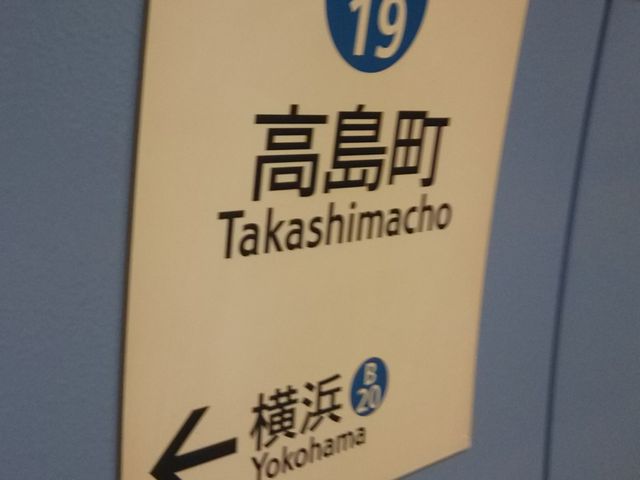 19
高島町
Takashimacho
横浜 B 20
Yokohama